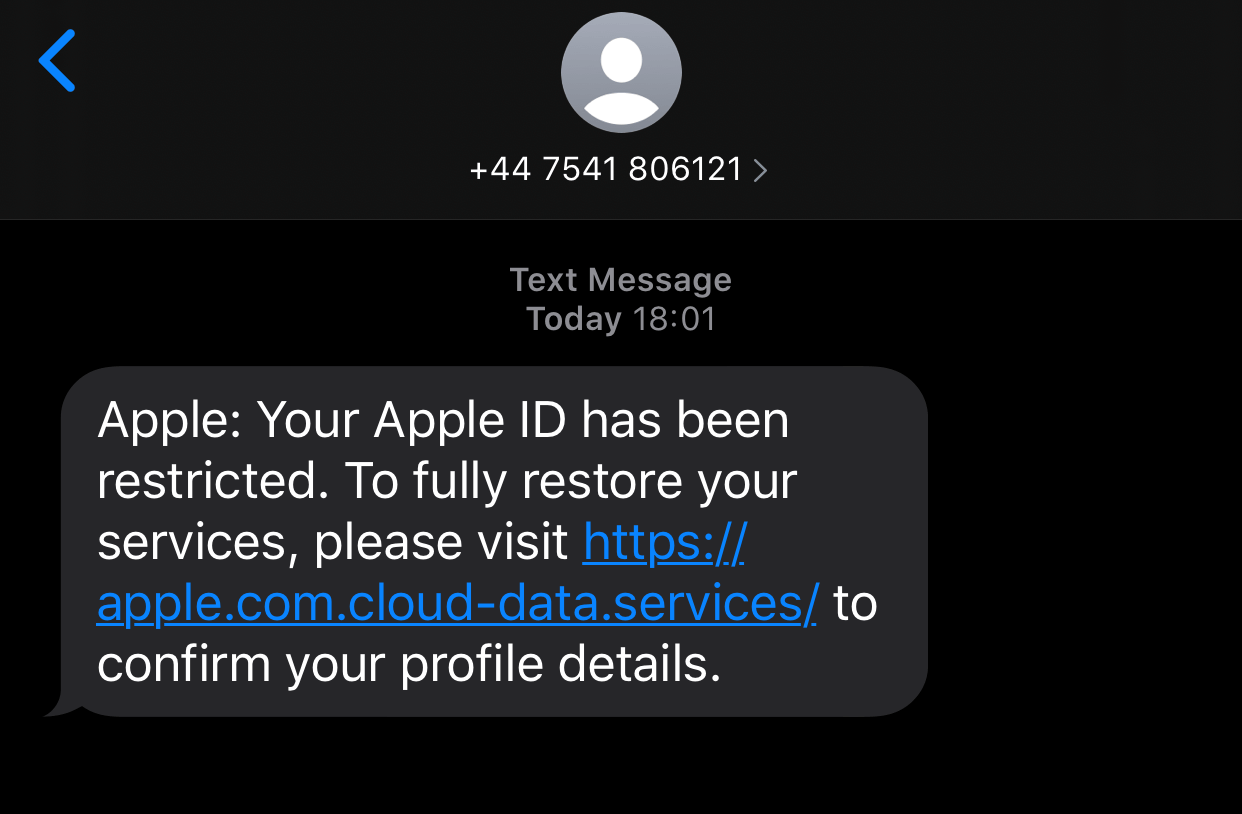 +44 7541 806121
Text Message
Today 18:01
Apple: Your Apple ID has been
restricted. To fully restore your
services, please visit https://
apple.com.cloud-data.services/ to
confirm your profile details.